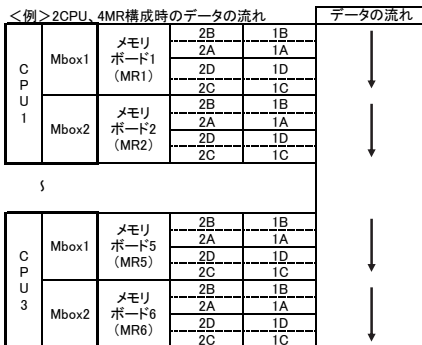 <例>2CPU、4MR構成時のデータの流れ
データの流れ
CPU1
Mbox1
メモリ
ボード1
(MR1)
2B 1B
2A 1A
2D 1D
2C 1C
Mbox2
メモリ
ボード2
(MR2)
2B 1B
2A 1A
2D 1D
2C 1C
〜
CPU3
Mbox1
メモリ
ボード5
(MR5)
2B 1B
2A 1A
2D 1D
2C 1C
Mbox2
メモリ
ボード6
(MR6)
2B 1B
2A 1A
2D 1D
2C 1C